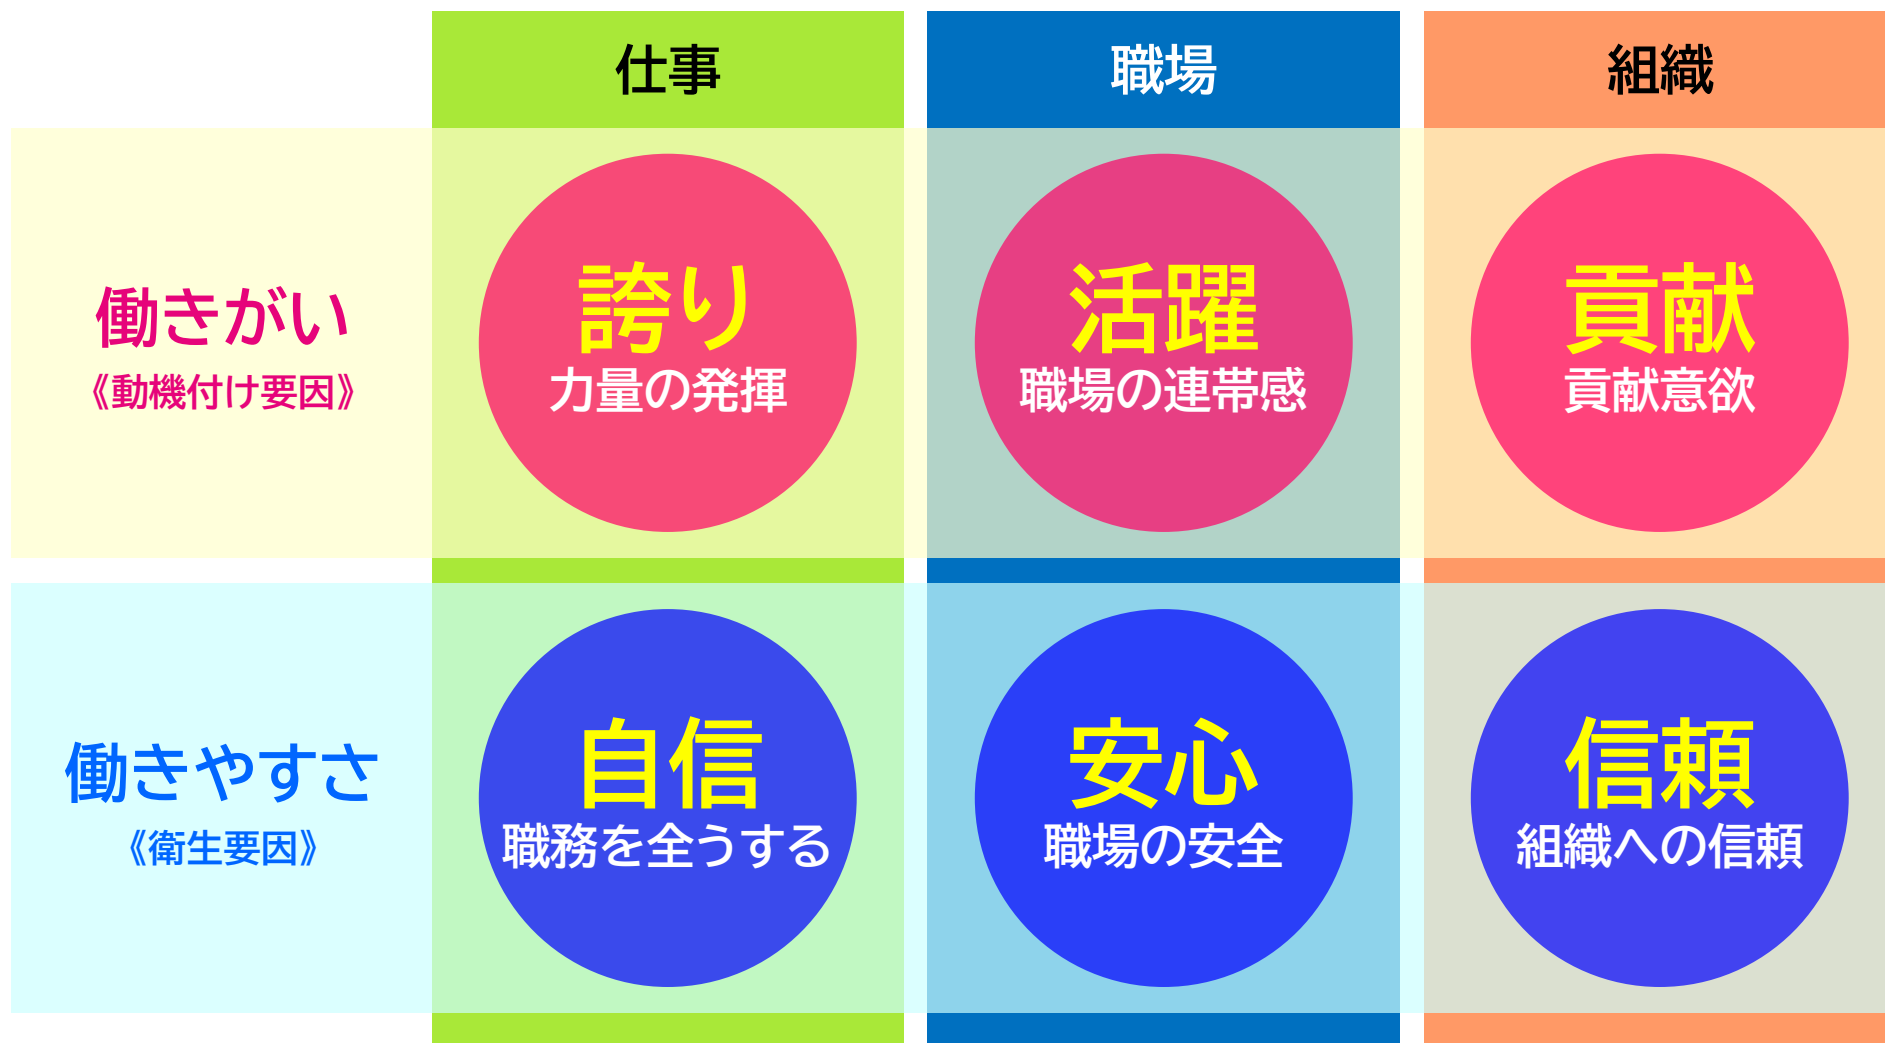 仕事
職場
組織
働きがい
《動機付け要因》
誇り
力量の発揮
活躍
職場の連帯感
貢献
貢献意欲
働きやすさ
《衛生要因》
自信
職務を全うする
安心
職場の安全
信頼
組織への信頼